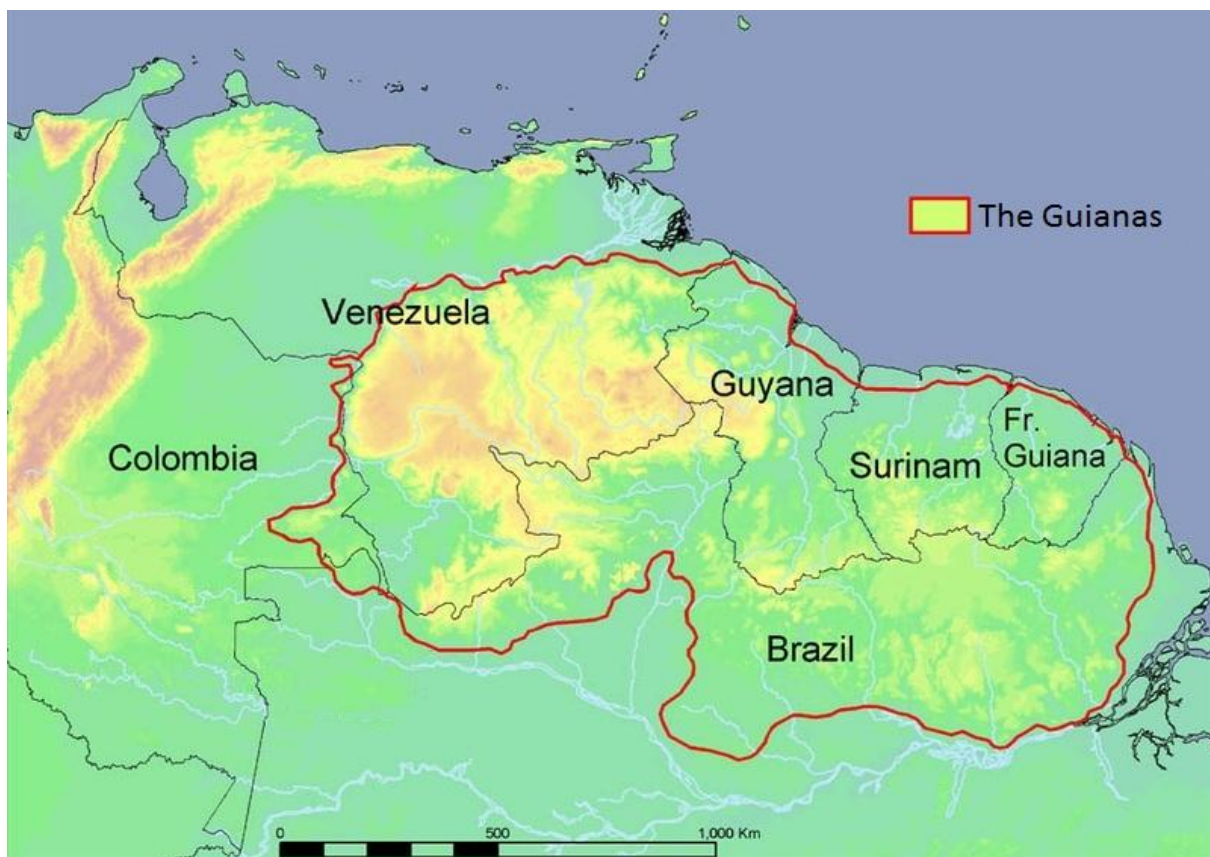 The Guianas
Venezuela
Guyana
Fr.
Guiana
Colombia
Surinam
Brazil
0 500 1,000 Km